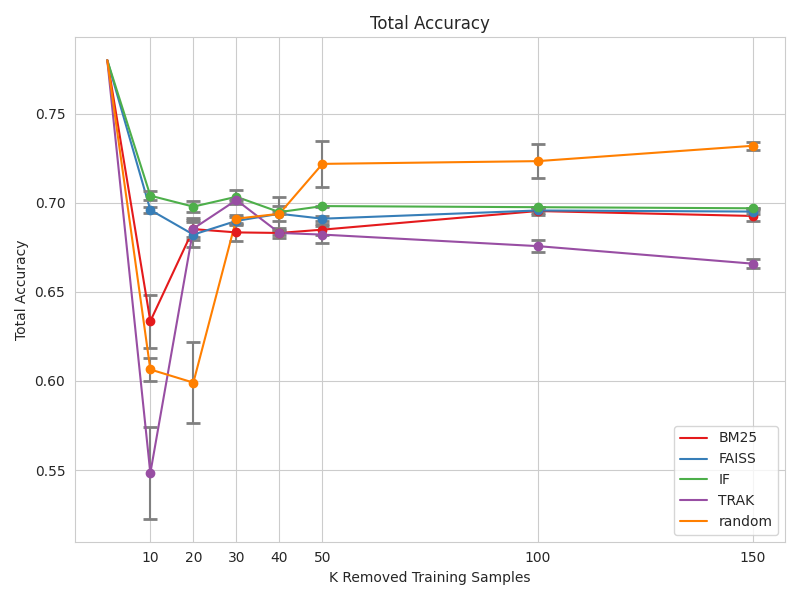 Total Accuracy
Total Accuracy
0.75
0.70
0.65
0.60
0.55
10 20 30 40 50 100 150
K Removed Training Samples
BM25
FAISS
IF
TRAK
random